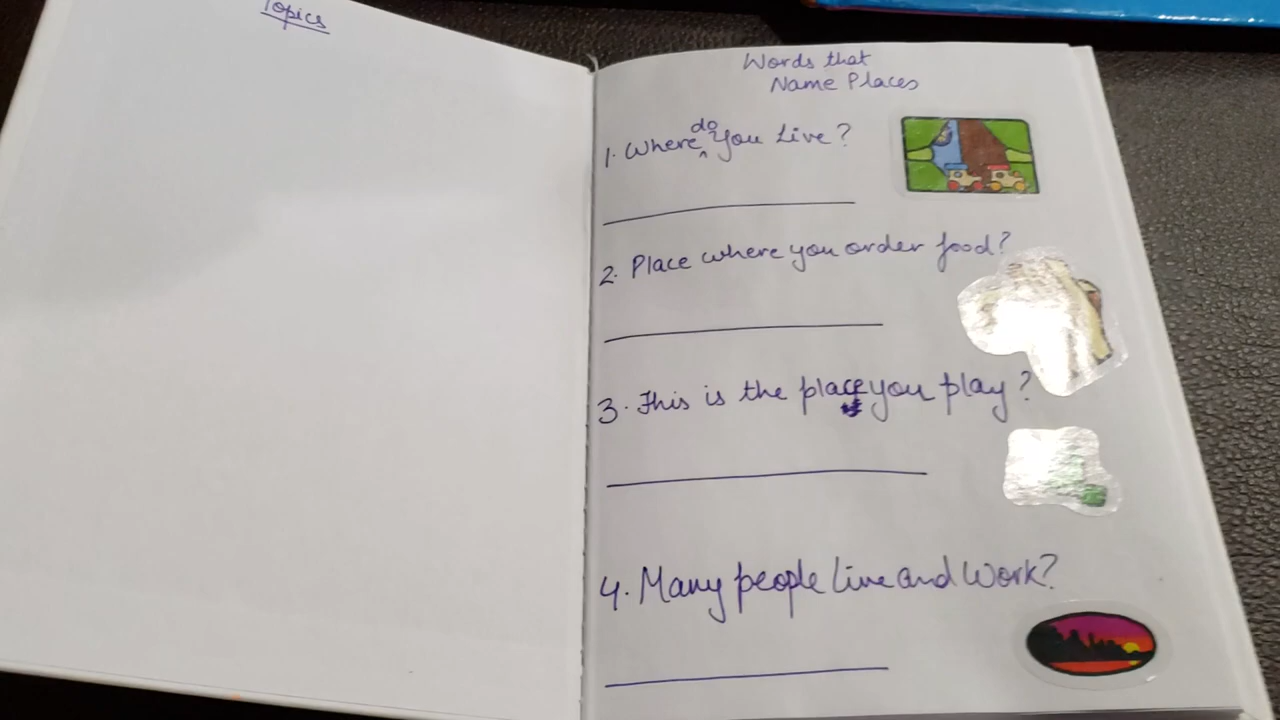 Topics
Words that
Name Places
1. Where do you Live?
2. Place where you order food?
3. This is the place you play?
4. Many people Live and Work?